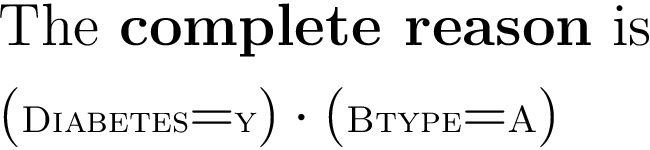 The complete reason is
(Diabetes=y) · (Btype=A)